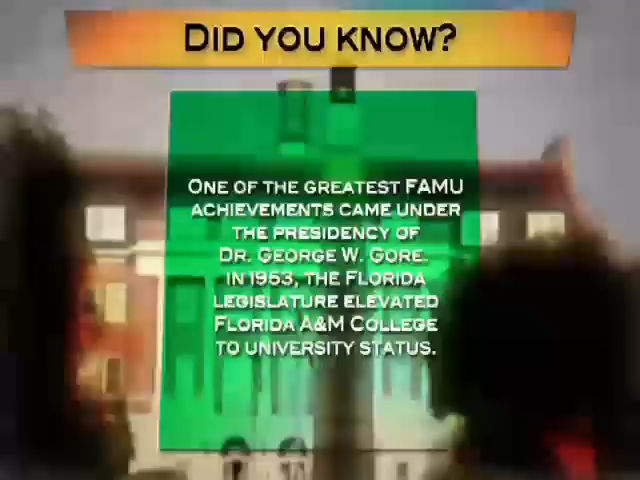 DID YOU KNOW?
ONE OF THE GREATEST FAMU
ACHIEVEMENTS CAME UNDER
THE PRESIDENCY OF
DR. GEORGE W. GORE.
IN 1953, THE FLORIDA
LEGISLATURE ELEVATED
FLORIDA A&M COLLEGE
TO UNIVERSITY STATUS.